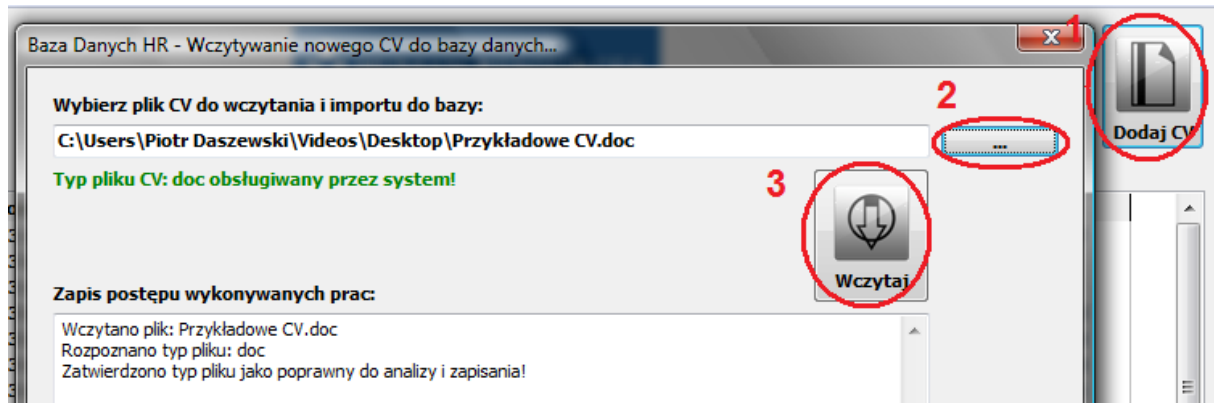 1
Baza Danych HR - Wczytywanie nowego CV do bazy danych...
Wybierz plik CV do wczytania i importu do bazy:
2
C:\Users\Piotr Daszewski\Videos\Desktop\Przykładowe CV.doc
...
Dodaj CV
Typ pliku CV: doc obsługiwany przez system!
3
Wczytaj
Zapis postępu wykonywanych prac:
Wczytano plik: Przykładowe CV.doc
Rozpoznano typ pliku: doc
Zatwierdzono typ pliku jako poprawny do analizy i zapisania!